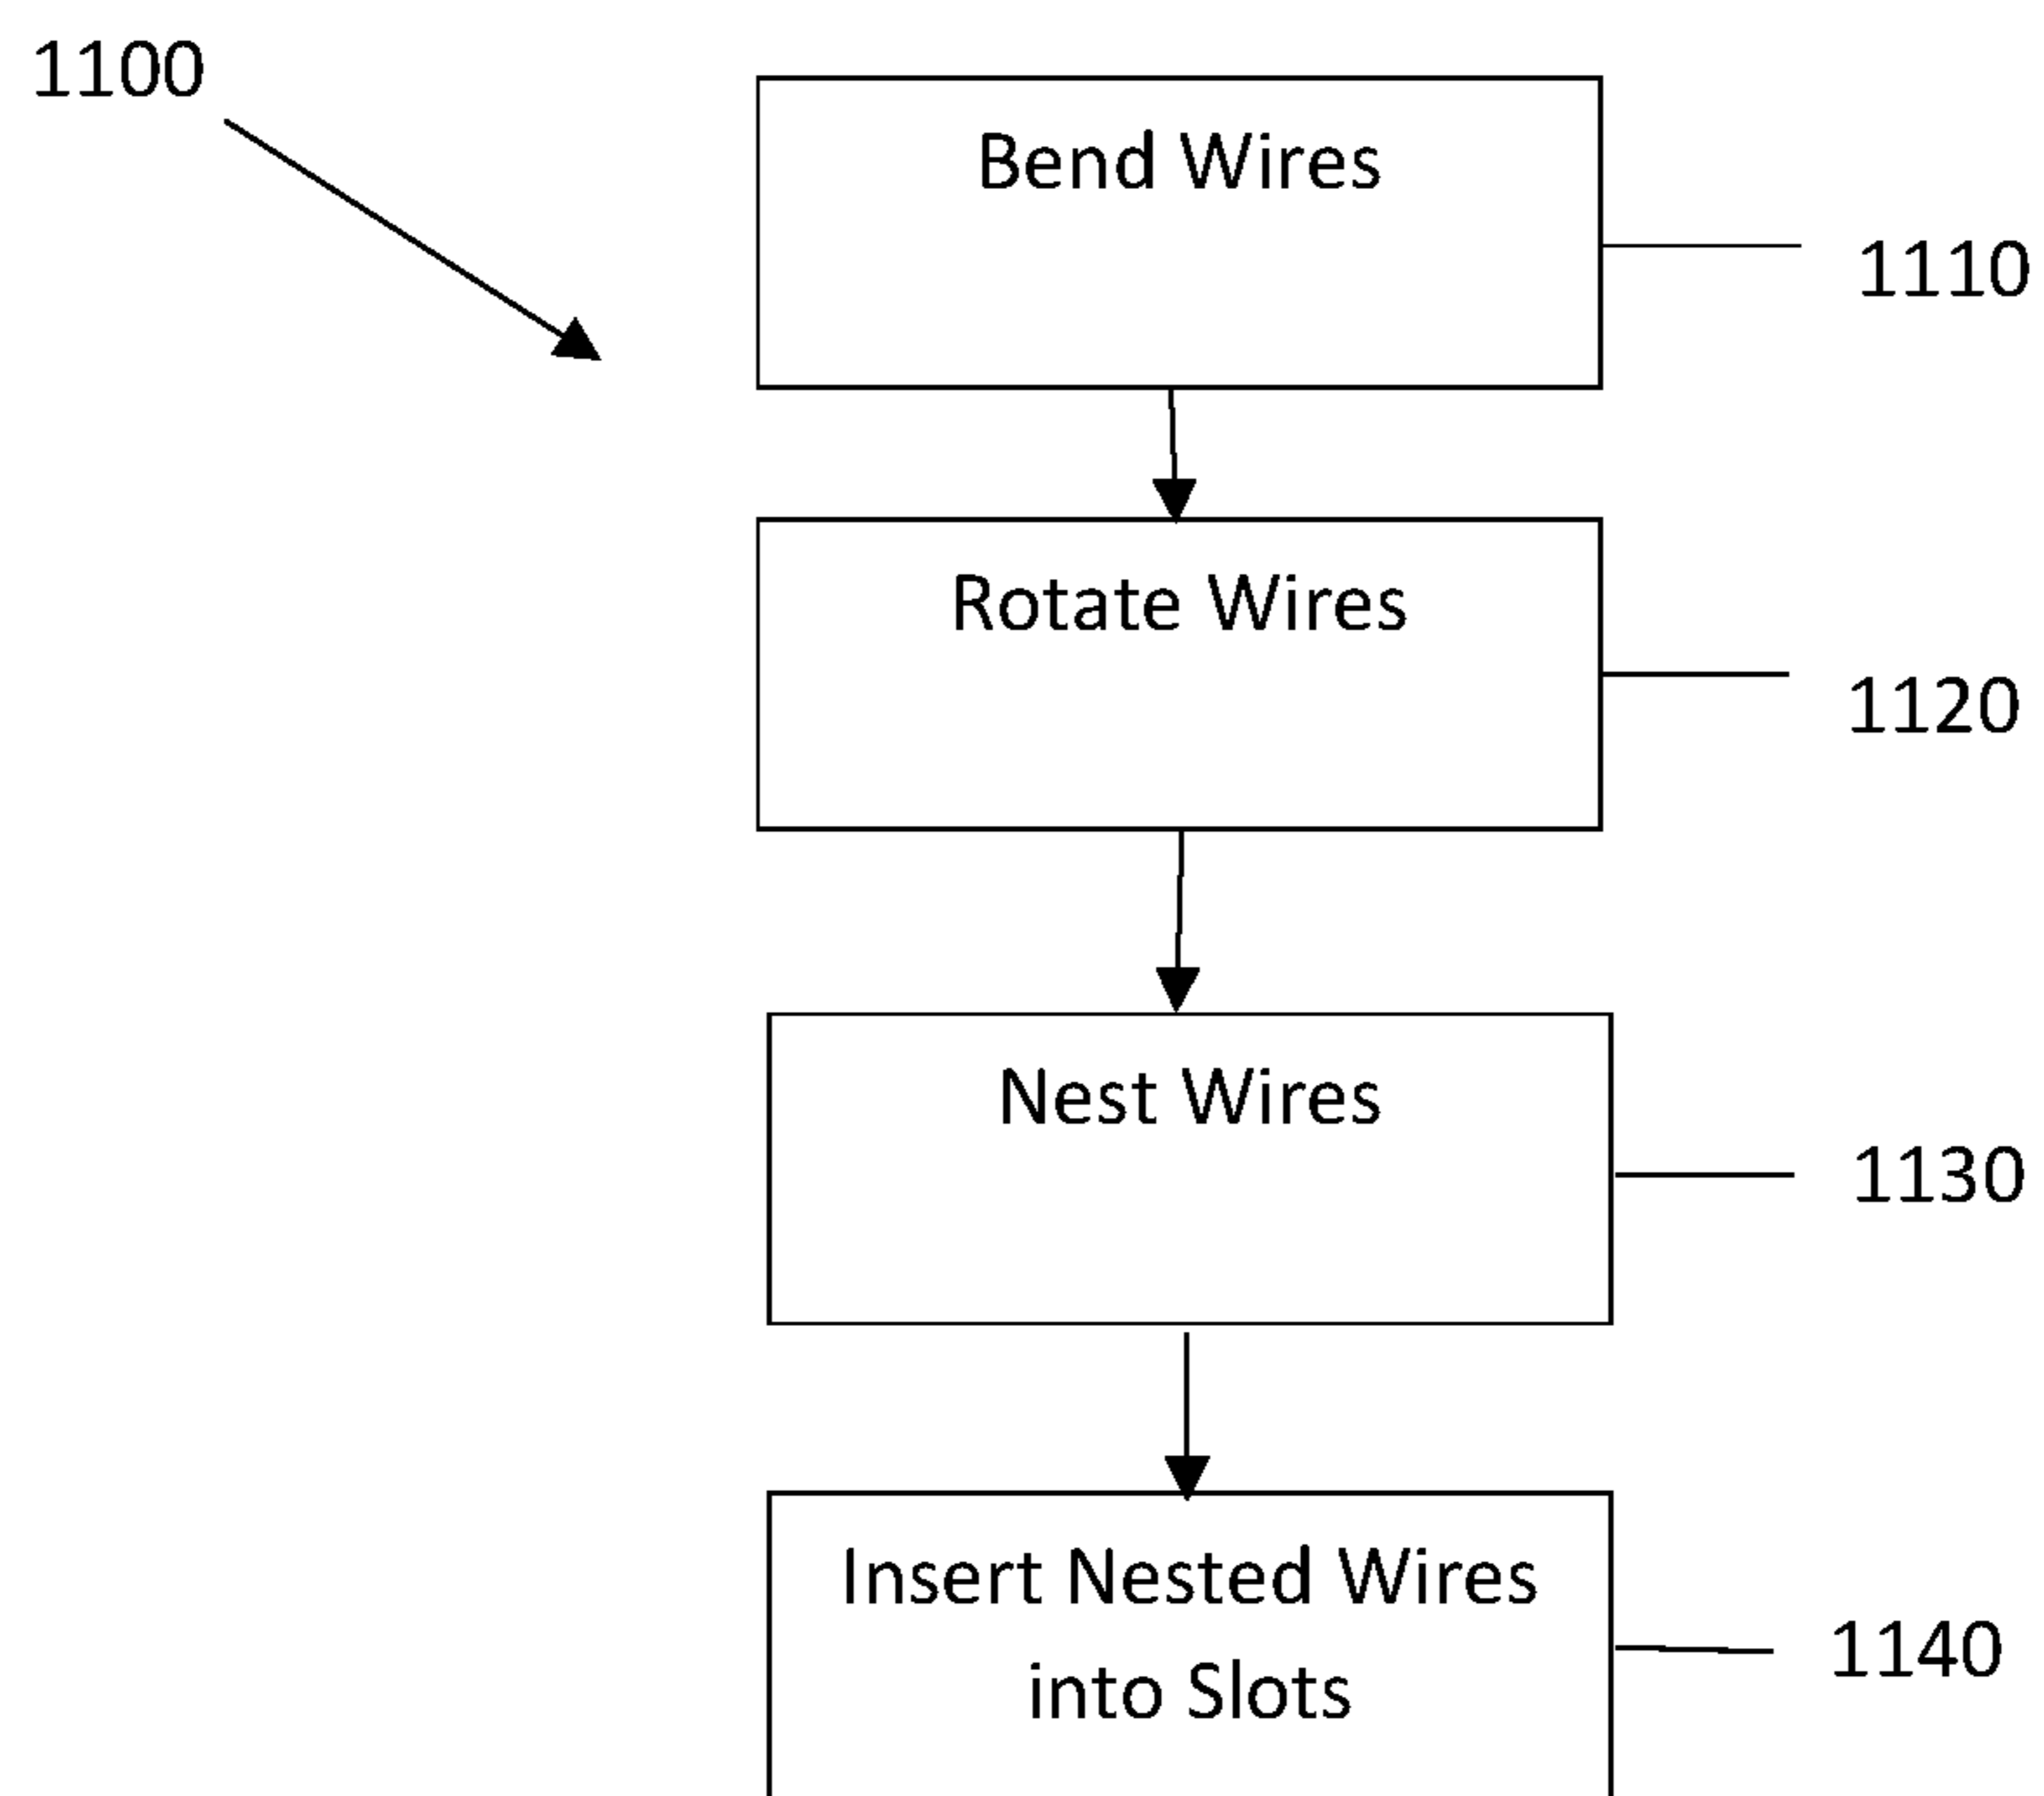 1100
Bend Wires
1110
Rotate Wires
1120
Nest Wires
1130
Insert Nested Wires
into Slots
1140